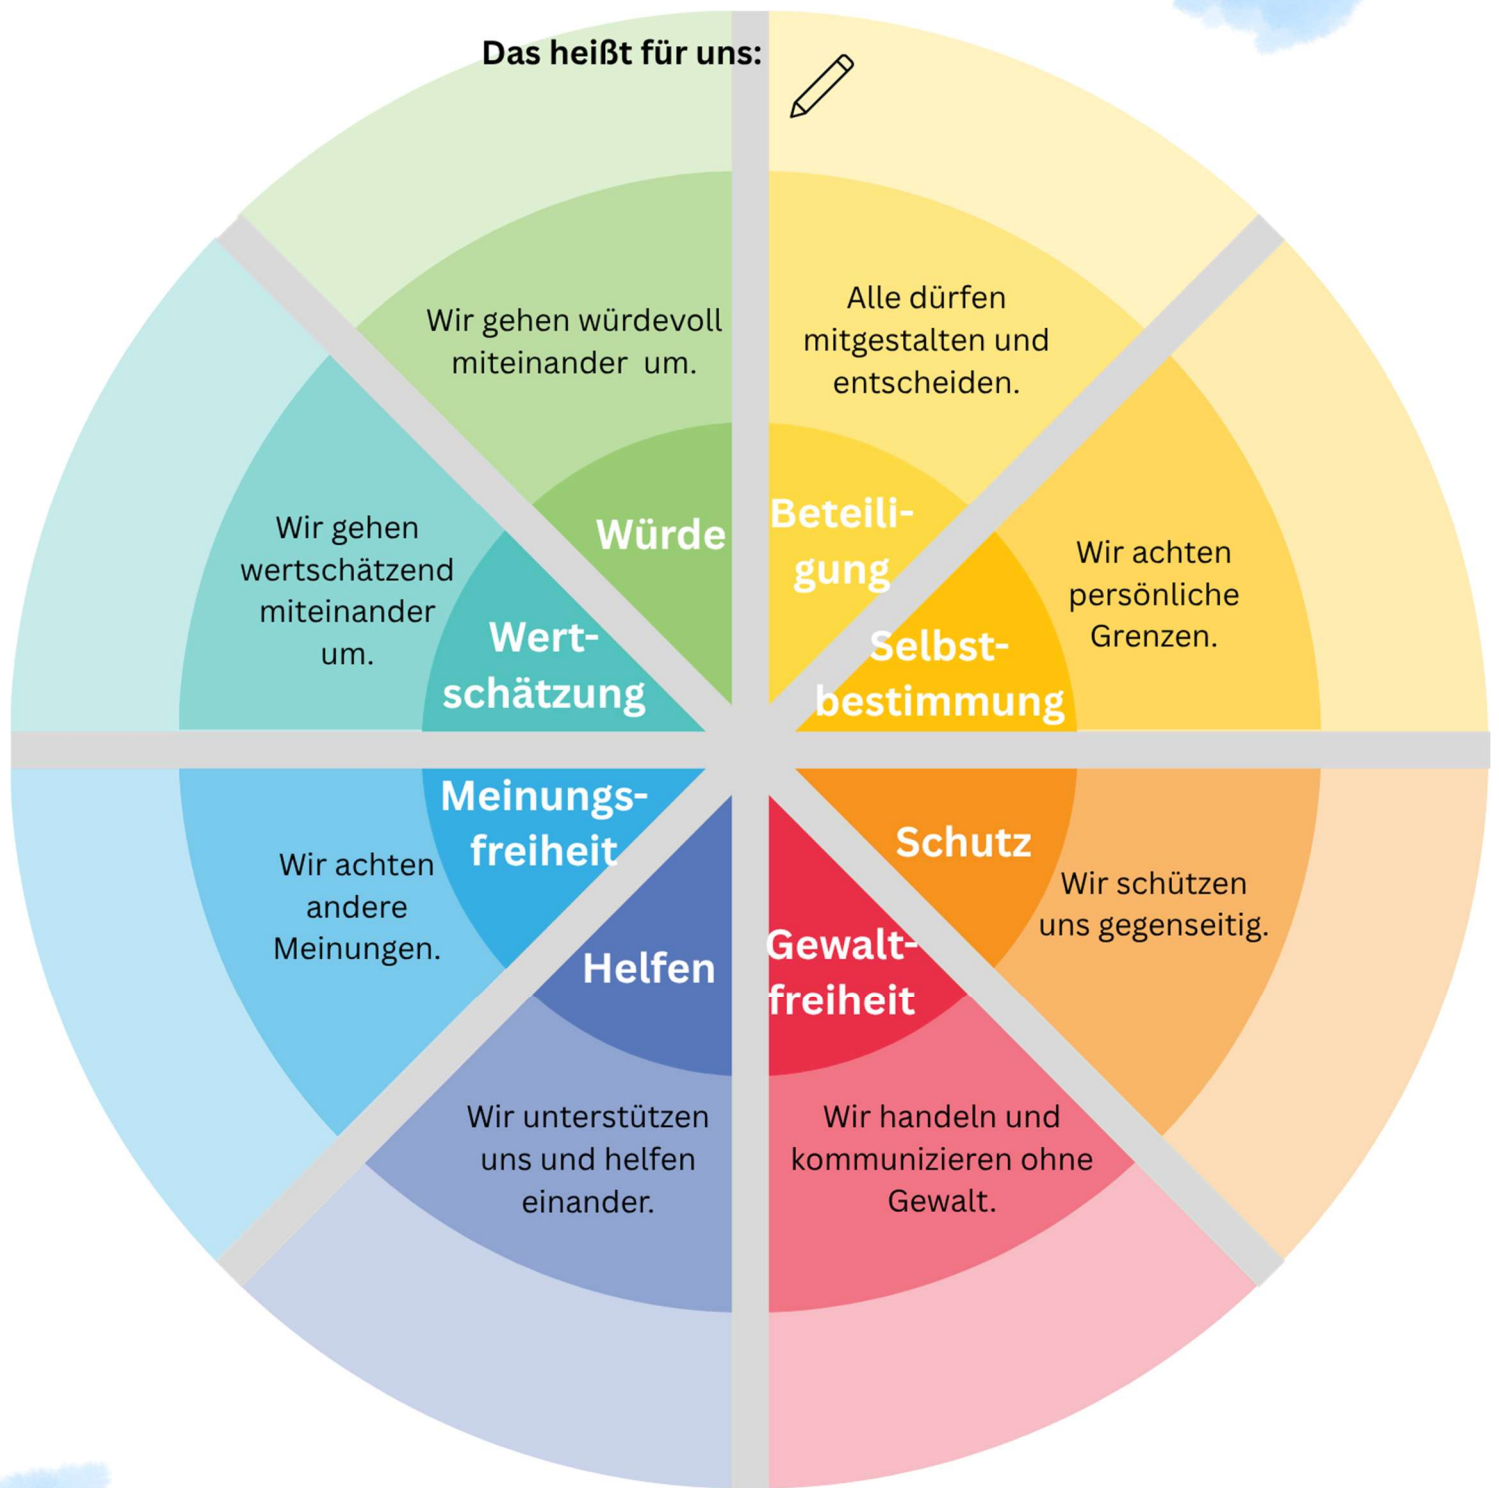 Das heißt für uns:
Wir gehen würdevoll
miteinander um.
Würde
Alle dürfen
mitgestalten und
entscheiden.
Beteili-
gung
Wir achten
persönliche
Grenzen.
Selbst-
bestimmung
Schutz
Wir schützen
uns gegenseitig.
Gewalt-
freiheit
Wir handeln und
kommunizieren ohne
Gewalt.
Helfen
Wir unterstützen
uns und helfen
einander.
Meinungs-
freiheit
Wir achten
andere
Meinungen.
Wert-
schätzung
Wir gehen
wertschätzend
miteinander
um.